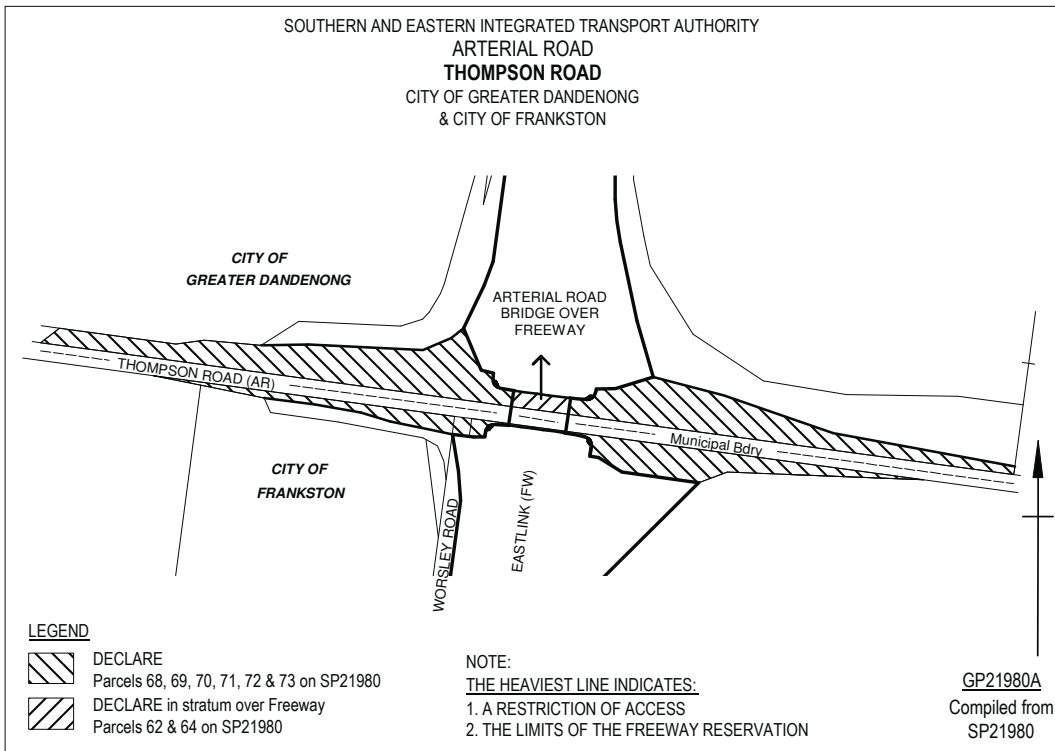 SOUTHERN AND EASTERN INTEGRATED TRANSPORT AUTHORITY
ARTERIAL ROAD
THOMPSON ROAD
CITY OF GREATER DANDENONG
& CITY OF FRANKSTON
CITY OF
GREATER DANDENONG
ARTERIAL ROAD
BRIDGE OVER
FREEWAY
THOMPSON ROAD (AR)
Municipal Bdry
CITY OF
FRANKSTON
WORSLEY ROAD
EASTLINK (FW)
LEGEND
DECLARE
Parcels 68, 69, 70, 71, 72 & 73 on SP21980
DECLARE in stratum over Freeway
Parcels 62 & 64 on SP21980
NOTE:
THE HEAVIEST LINE INDICATES:
1. A RESTRICTION OF ACCESS
2. THE LIMITS OF THE FREEWAY RESERVATION
GP21980A
Compiled from
SP21980